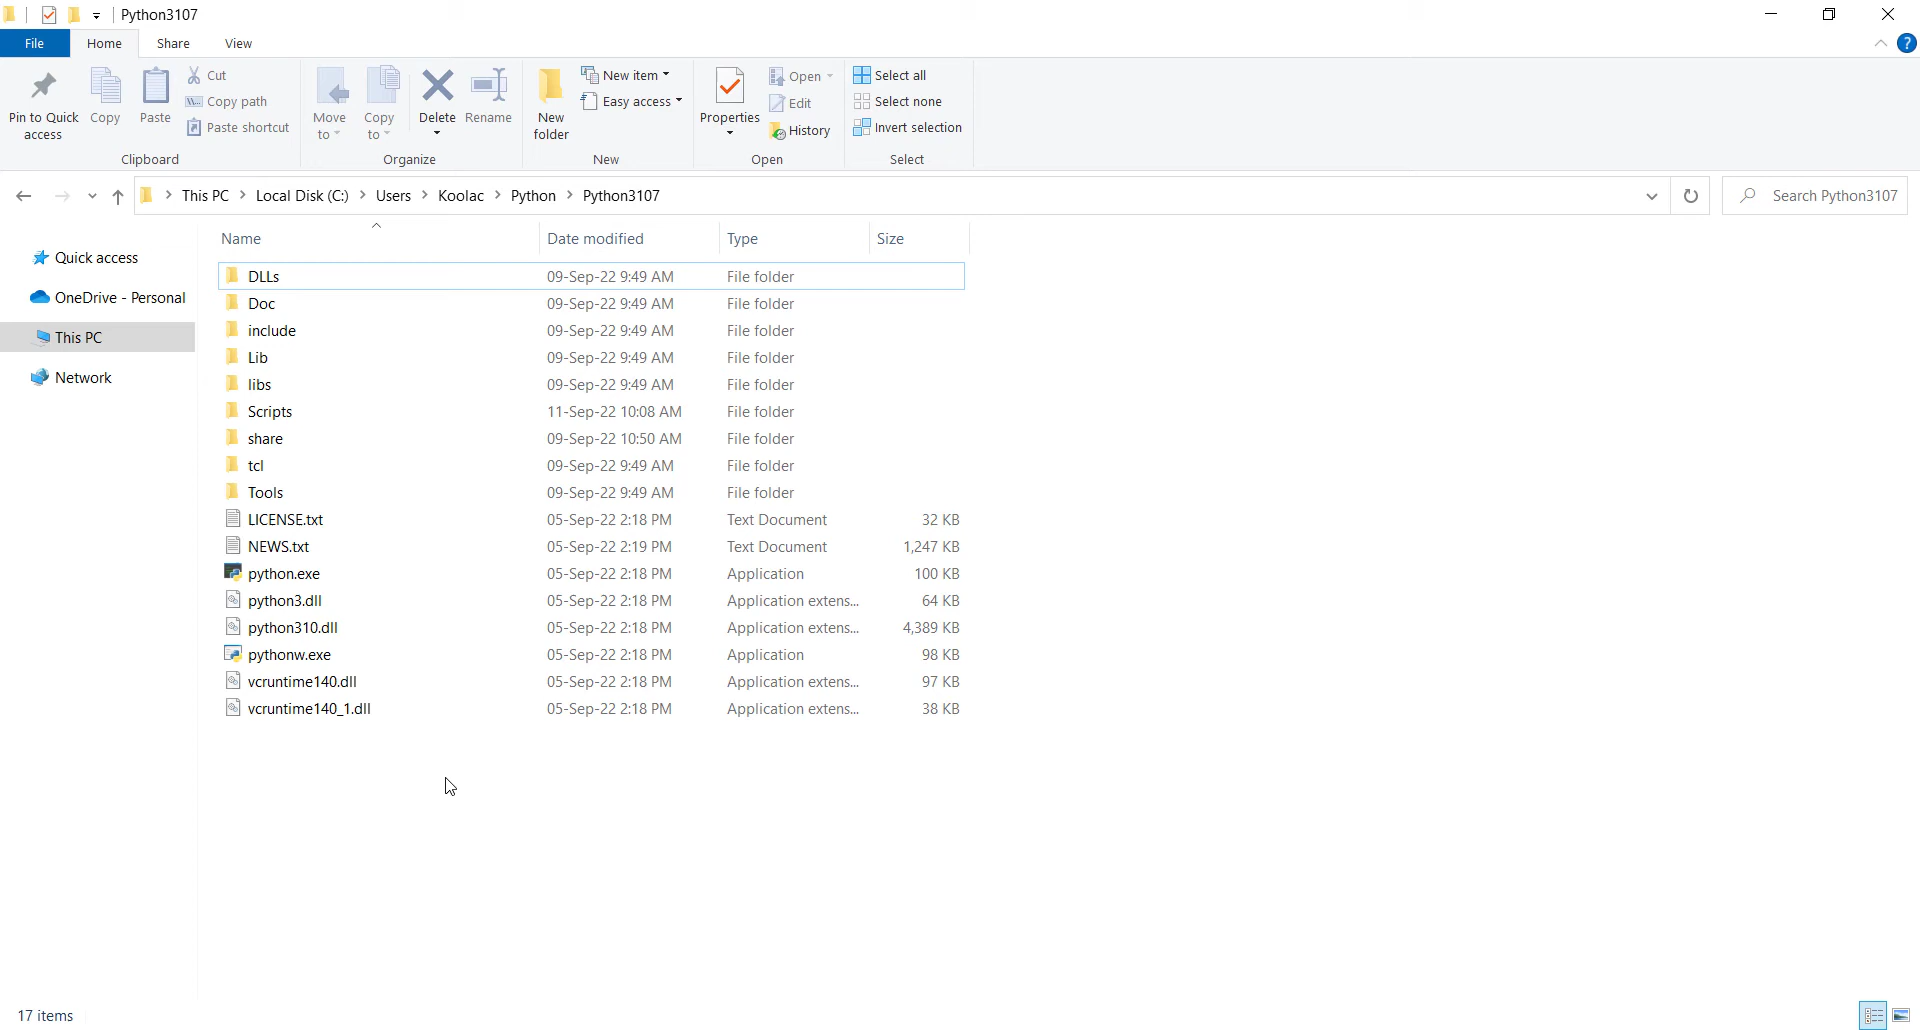 Python3107
File Home Share View
Pin to Quick access
Copy
Paste
Cut
Copy path
Paste shortcut
Clipboard
Move to
Copy to
Delete
Rename
Organize
New folder
New item
Easy access
New
Properties
Open
Edit
History
Open
Select all
Select none
Invert selection
Select
This PC Local Disk (C:) Users Koolac Python Python3107
Search Python3107
Quick access
OneDrive - Personal
This PC
Network
Name Date modified Type Size
DLLs 09-Sep-22 9:49 AM File folder
Doc 09-Sep-22 9:49 AM File folder
include 09-Sep-22 9:49 AM File folder
Lib 09-Sep-22 9:49 AM File folder
libs 09-Sep-22 9:49 AM File folder
Scripts 11-Sep-22 10:08 AM File folder
share 09-Sep-22 10:50 AM File folder
tcl 09-Sep-22 9:49 AM File folder
Tools 09-Sep-22 9:49 AM File folder
LICENSE.txt 05-Sep-22 2:18 PM Text Document 32 KB
NEWS.txt 05-Sep-22 2:19 PM Text Document 1,247 KB
python.exe 05-Sep-22 2:18 PM Application 100 KB
python3.dll 05-Sep-22 2:18 PM Application extens... 64 KB
python310.dll 05-Sep-22 2:18 PM Application extens... 4,389 KB
pythonw.exe 05-Sep-22 2:18 PM Application 98 KB
vcruntime140.dll 05-Sep-22 2:18 PM Application extens... 97 KB
vcruntime140_1.dll 05-Sep-22 2:18 PM Application extens... 38 KB
17 items